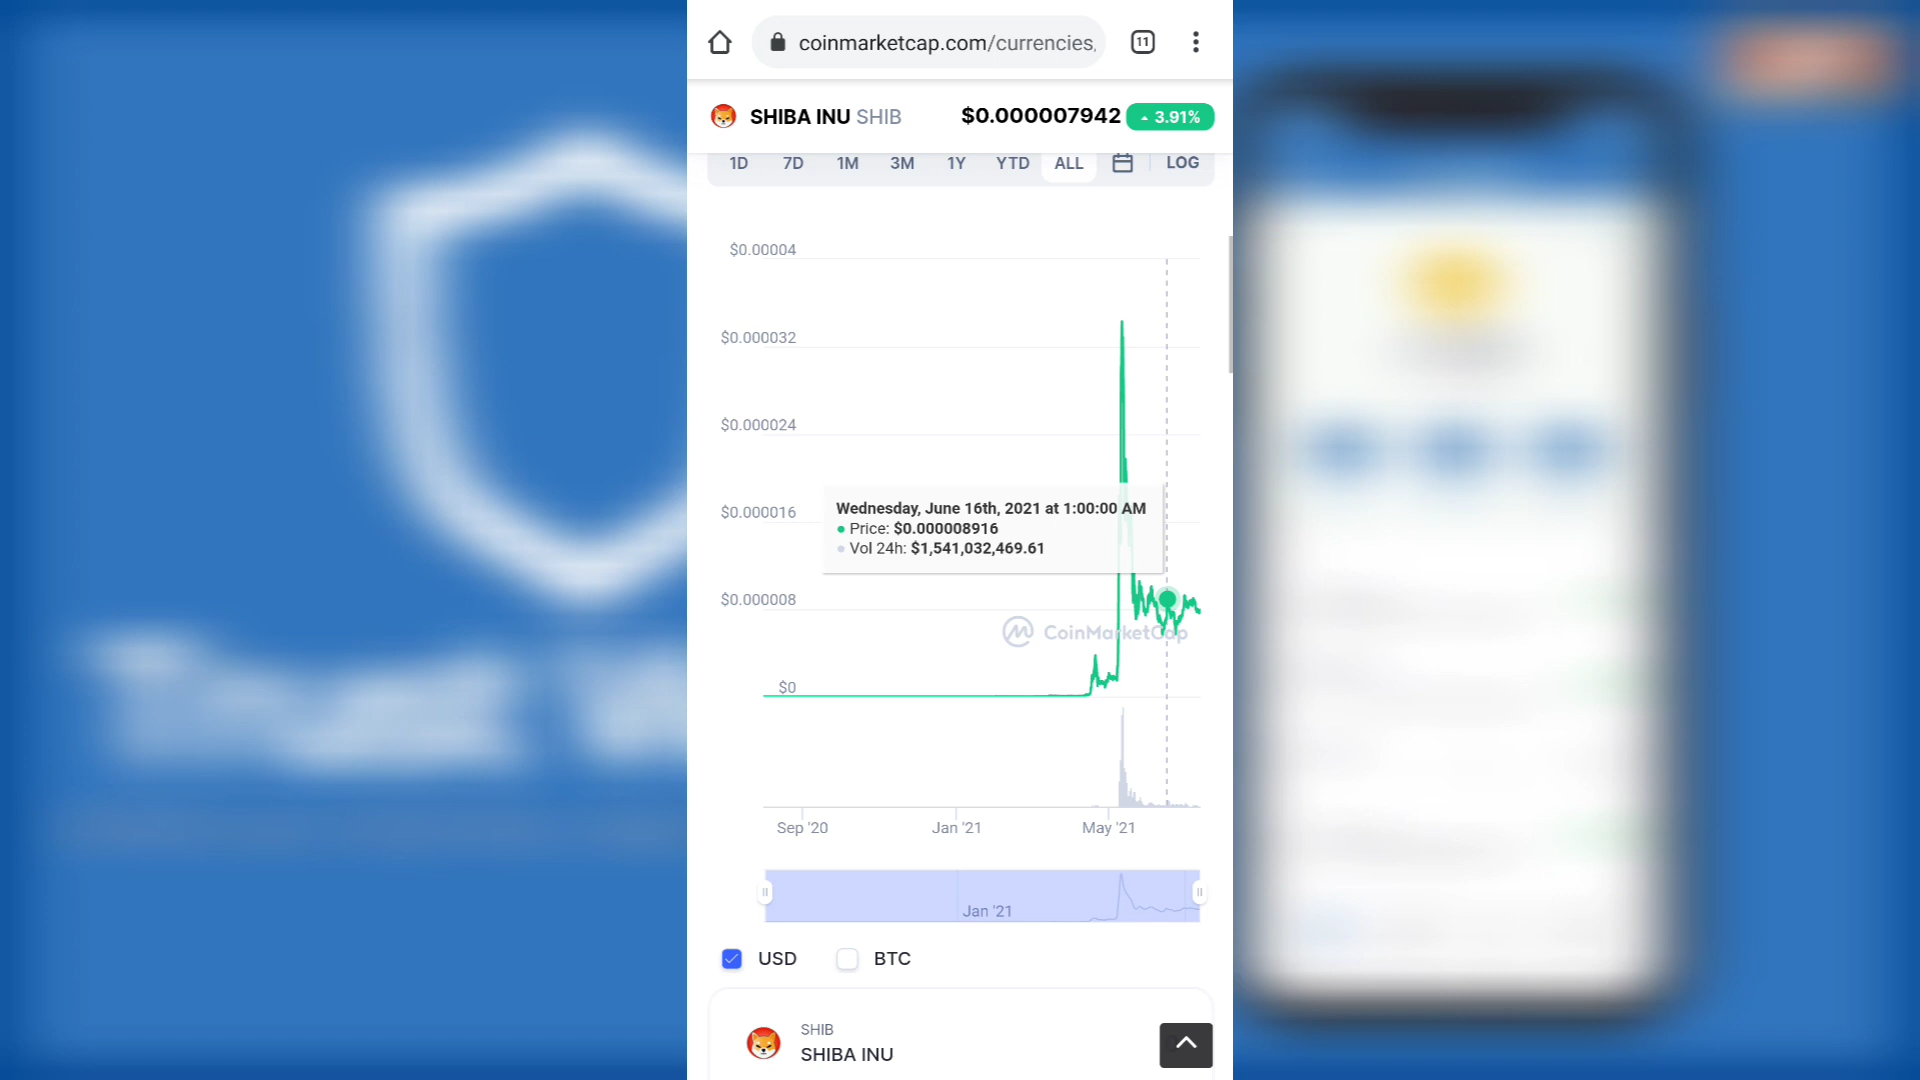 coinmarketcap.com/currencies
11
SHIBA INU SHIB
$0.000007942
3.91%
1D 7D 1M 3M 1Y YTD ALL LOG
$0.00004
$0.000032
$0.000024
$0.000016
Wednesday, June 16th, 2021 at 1:00:00 AM
Price: $0.000008916
Vol 24h: $1,541,032,469.61
$0.000008
CoinMarketCap
$0
Sep '20 Jan '21 May '21
Jan '21
USD BTC
SHIB
SHIBA INU